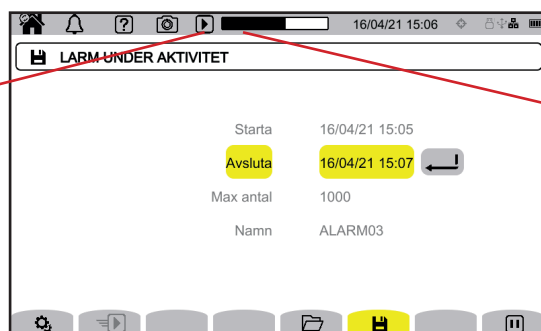 16/04/21 15:06
LARM UNDER AKTIVITET
Starta 16/04/21 15:05
Avsluta 16/04/21 15:07
Max antal 1000
Namn ALARM03